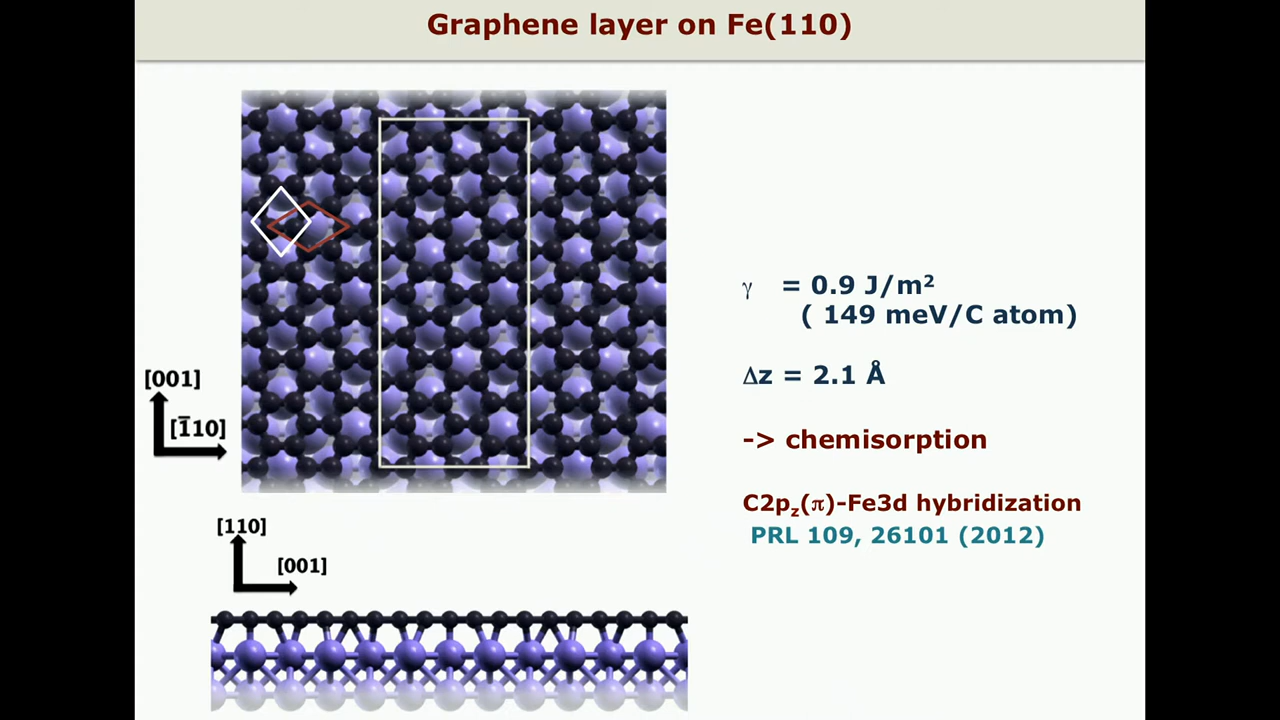 Graphene layer on Fe(110)
γ = 0.9 J/m²
( 149 meV/C atom)
Δz = 2.1 Å
[001]
[1̅10]
-> chemisorption
C2p_z(π)-Fe3d hybridization
PRL 109, 26101 (2012)
[110]
[001]